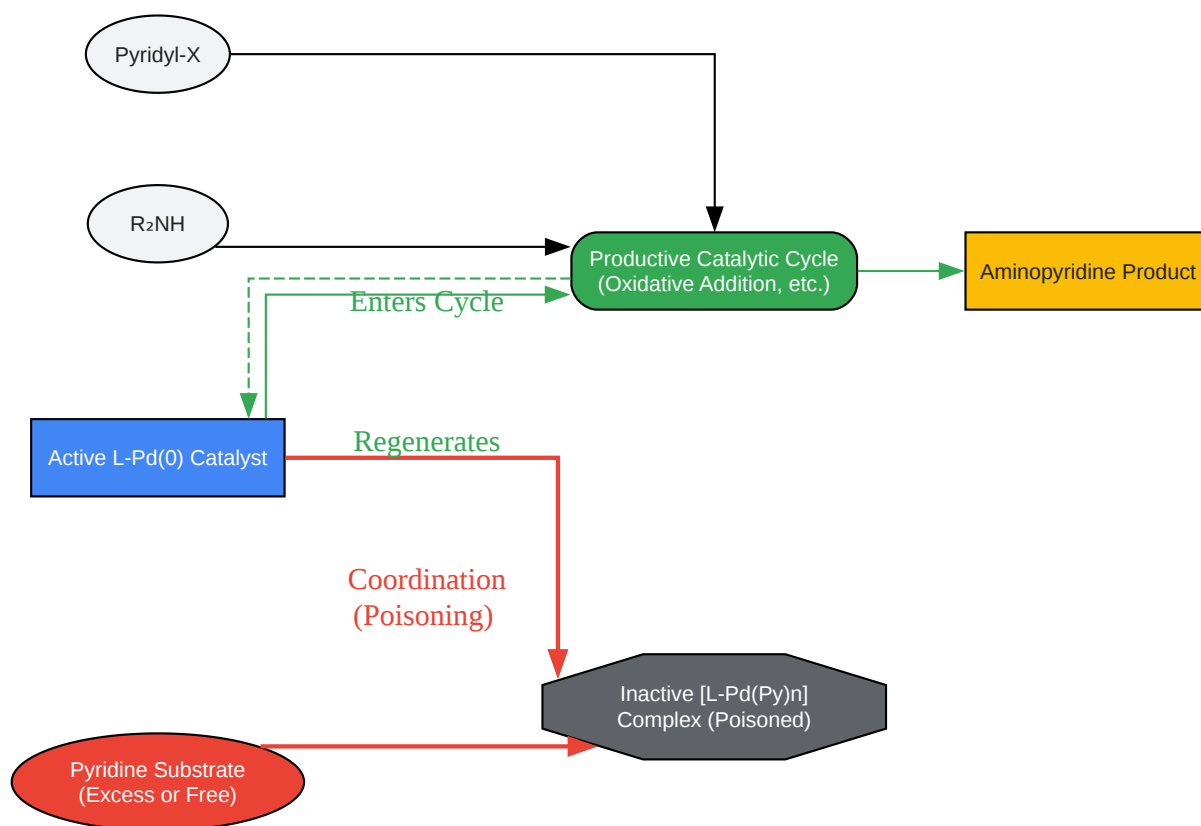 Pyridyl-X
R₂NH
Productive Catalytic Cycle
(Oxidative Addition, etc.)
Aminopyridine Product
Enters Cycle
Regenerates
Active L-Pd(0) Catalyst
Coordination
(Poisoning)
Inactive [L-Pd(Py)n]
Complex (Poisoned)
Pyridine Substrate
(Excess or Free)